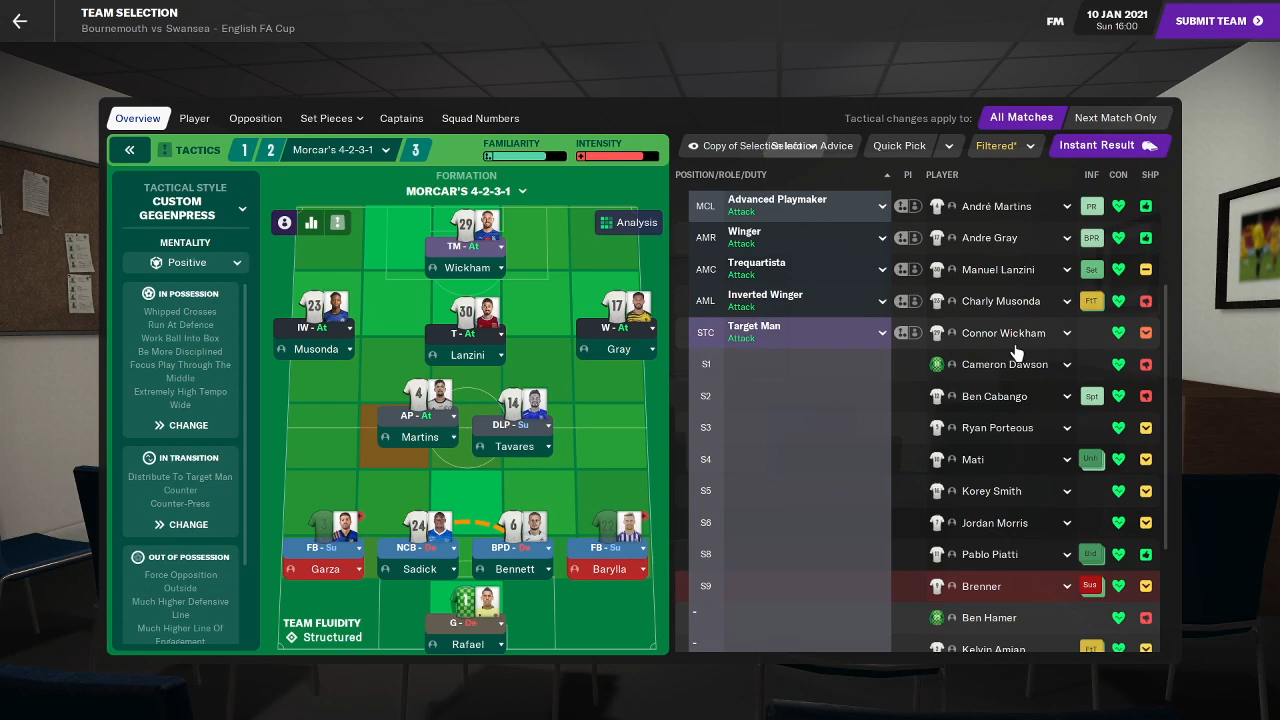 TEAM SELECTION
Bournemouth vs Swansea - English FA Cup
FM
10 JAN 2021
Sun 16:00
SUBMIT TEAM
Overview
Player
Opposition
Set Pieces
Captains
Squad Numbers
Tactical changes apply to:
All Matches
Next Match Only
TACTICS
1
2
Morcar's 4-2-3-1
3
FAMILIARITY
INTENSITY
Selection Advice
Quick Pick
Filtered*
Instant Result
TACTICAL STYLE
CUSTOM
GEGENPRESS
MENTALITY
Positive
IN POSSESSION
Whipped Crosses
Run At Defence
Work Ball Into Box
Be More Disciplined
Focus Play Through The
Middle
Extremely High Tempo
Wide
CHANGE
IN TRANSITION
Distribute To Target Man
Counter
Counter-Press
CHANGE
OUT OF POSSESSION
Force Opposition
Outside
Much Higher Defensive
Line
Much Higher Line Of
Engagement
FORMATION
MORCAR'S 4-2-3-1
Analysis
29
TM - At
Wickham
23
IW - At
Musonda
30
T - At
Lanzini
17
W - At
Gray
4
AP - At
Martins
14
DLP - Su
Tavares
3
FB - Su
Garza
24
NCB - De
Sadick
6
BPD - De
Bennett
22
FB - Su
Barylla
1
G - De
Rafael
TEAM FLUIDITY
Structured
POSITION/ROLE/DUTY
PI
PLAYER
INF
CON
SHP
MCL
Advanced Playmaker
Attack
André Martins
PR
AMR
Winger
Attack
Andre Gray
BPR
AMC
Trequartista
Attack
Manuel Lanzini
Set
AML
Inverted Winger
Attack
Charly Musonda
FtT
STC
Target Man
Attack
Connor Wickham
S1
Cameron Dawson
S2
Ben Cabango
Spt
S3
Ryan Porteous
S4
Mati
Unh
S5
Korey Smith
S6
Jordan Morris
S8
Pablo Piatti
Bid
S9
Brenner
Sus
-
Ben Hamer
-
Kelvin Amian
FtT